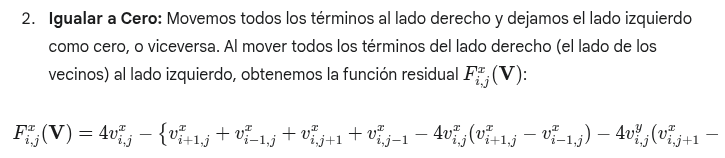 2. Igualar a Cero: Movemos todos los términos al lado derecho y dejamos el lado izquierdo
como cero, o viceversa. Al mover todos los términos del lado derecho (el lado de los
vecinos) al lado izquierdo, obtenemos la función residual $F_{i,j}^x(\mathbf{V})$:
$F_{i,j}^x(\mathbf{V}) = 4v_{i,j}^x - \{v_{i+1,j}^x + v_{i-1,j}^x + v_{i,j+1}^x + v_{i,j-1}^x - 4v_{i,j}^x(v_{i+1,j}^x - v_{i-1,j}^x) - 4v_{i,j}^y(v_{i,j+1}^x -$